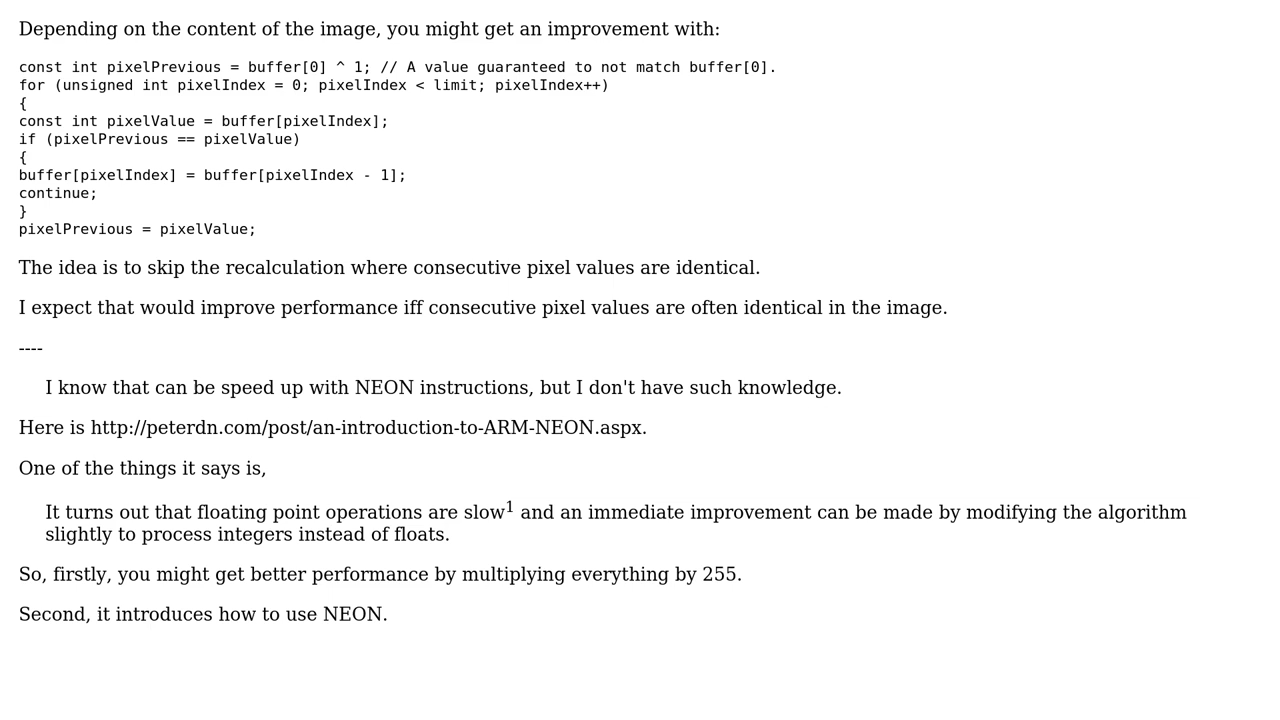 Depending on the content of the image, you might get an improvement with:
const int pixelPrevious = buffer[0] ^ 1; // A value guaranteed to not match buffer[0].
for (unsigned int pixelIndex = 0; pixelIndex < limit; pixelIndex++)
{
const int pixelValue = buffer[pixelIndex];
if (pixelPrevious == pixelValue)
{
buffer[pixelIndex] = buffer[pixelIndex - 1];
continue;
}
pixelPrevious = pixelValue;
The idea is to skip the recalculation where consecutive pixel values are identical.
I expect that would improve performance iff consecutive pixel values are often identical in the image.
----
I know that can be speed up with NEON instructions, but I don't have such knowledge.
Here is http://peterdn.com/post/an-introduction-to-ARM-NEON.aspx.
One of the things it says is,
It turns out that floating point operations are slow1 and an immediate improvement can be made by modifying the algorithm
slightly to process integers instead of floats.
So, firstly, you might get better performance by multiplying everything by 255.
Second, it introduces how to use NEON.